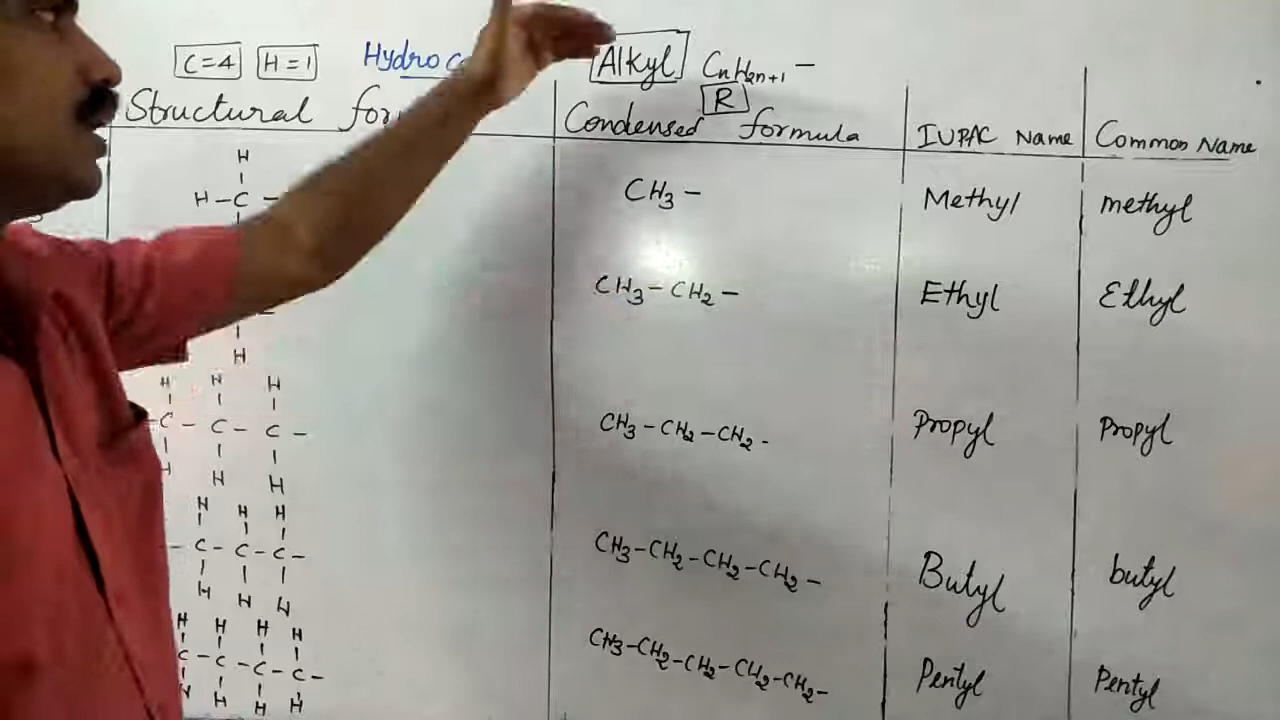 C=4 H=1 Alkyl CnH2n+1 –
R
Structural Condensed formula IUPAC Name Common Name
H
H–C– CH3– Methyl methyl
CH3–CH2– Ethyl Ethyl
H
H H H
C–C–C– CH3–CH2–CH2- Propyl Propyl
H H H
H H H
–C–C–C– CH3–CH2–CH2–CH2– Butyl butyl
H H H
H H H H
C–C–C–C– CH3–CH2–CH2–CH2–CH2– Pentyl Pentyl
H H H H